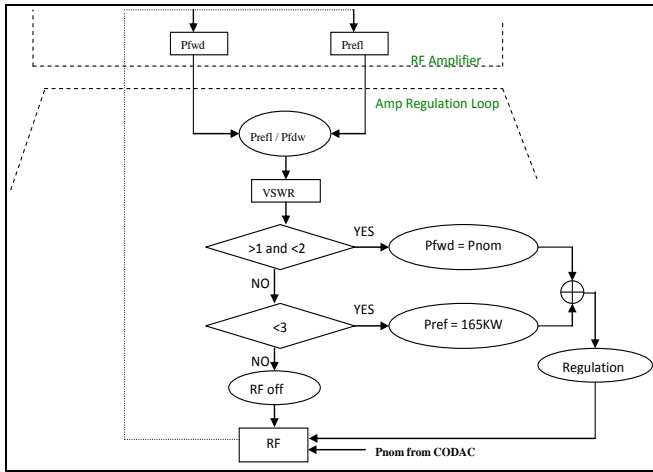 Pfwd
Prefl
RF Amplifier
Amp Regulation Loop
Prefl / Pfdw
VSWR
YES
>1 and <2
Pfwd = Pnom
NO
YES
<3
Pref = 165KW
NO
Regulation
RF off
RF
Pnom from CODAC